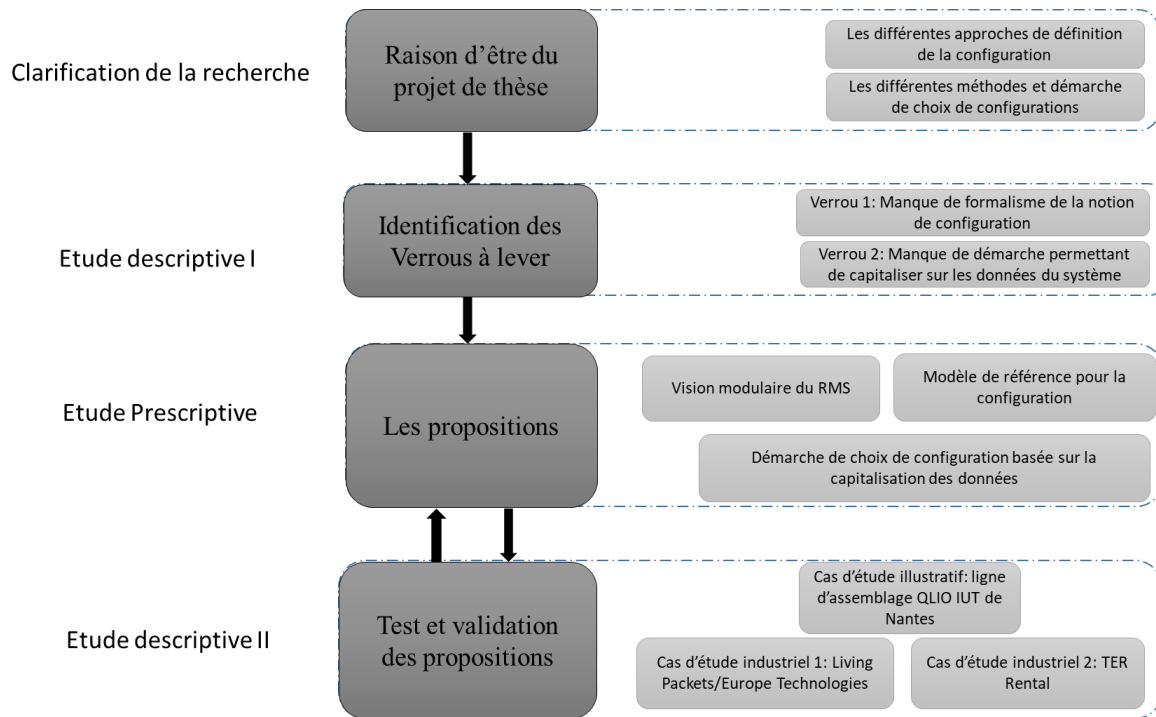 Clarification de la recherche
Raison d'être du
projet de thèse
Les différentes approches de définition
de la configuration
Les différentes méthodes et démarche
de choix de configurations
Etude descriptive I
Identification des
Verrous à lever
Verrou 1: Manque de formalisme de la notion
de configuration
Verrou 2: Manque de démarche permettant
de capitaliser sur les données du système
Etude Prescriptive
Les propositions
Vision modulaire du RMS
Modèle de référence pour la
configuration
Démarche de choix de configuration basée sur la
capitalisation des données
Etude descriptive II
Test et validation
des propositions
Cas d'étude illustratif: ligne
d'assemblage QLIO IUT de
Nantes
Cas d'étude industriel 1: Living
Packets/Europe Technologies
Cas d'étude industriel 2: TER
Rental